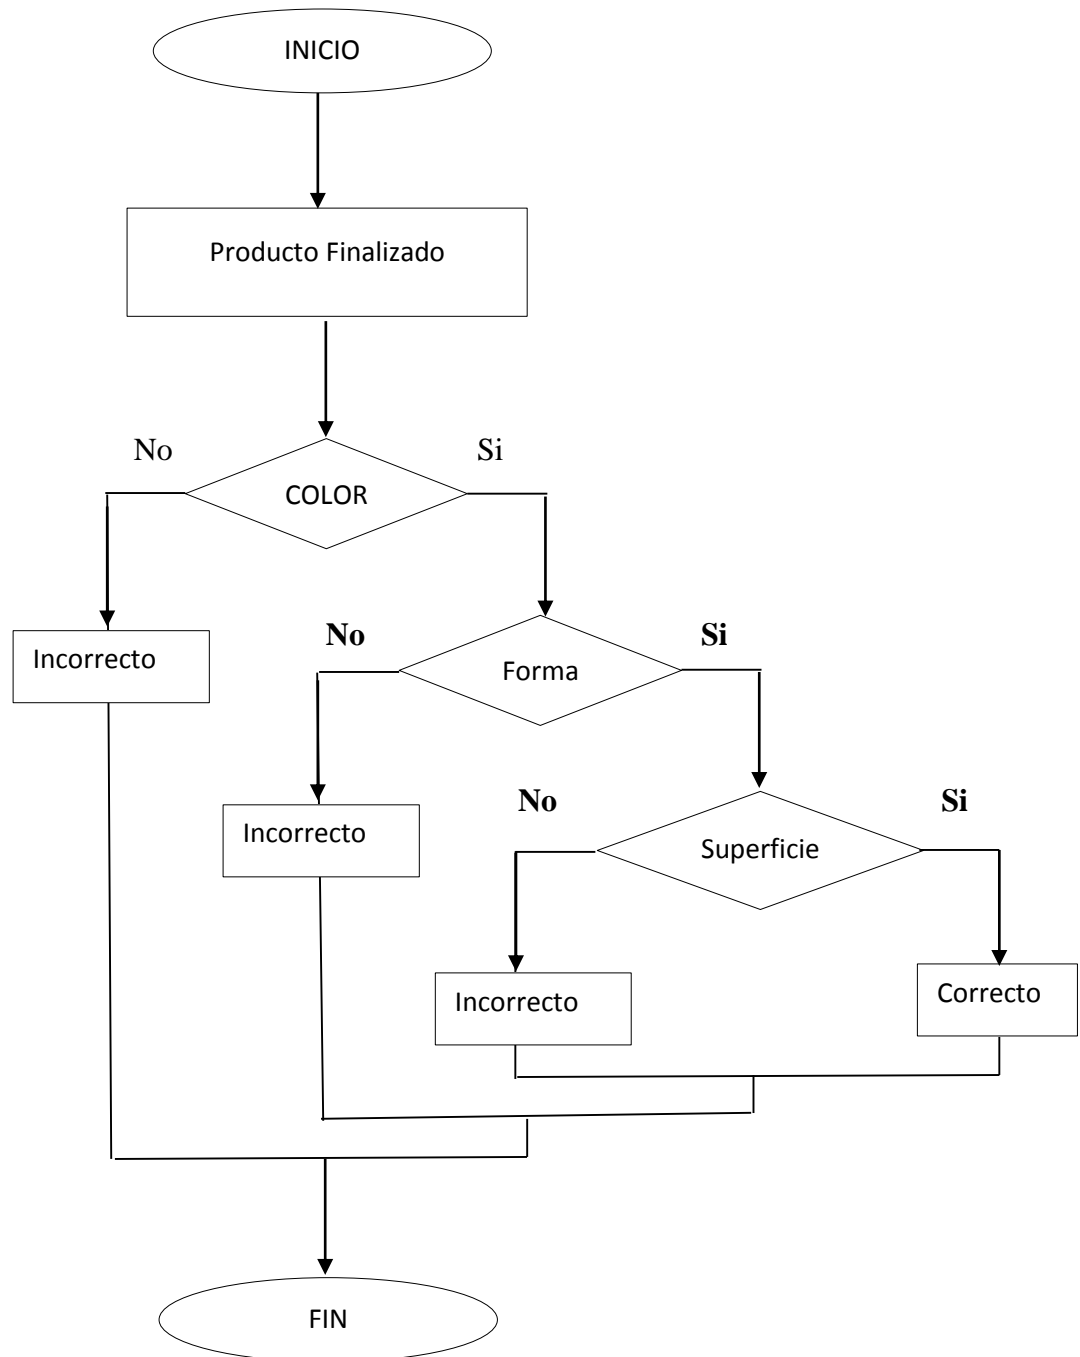 INICIO
Producto Finalizado
No
Si
COLOR
Incorrecto
No
Si
Forma
Incorrecto
No
Si
Superficie
Incorrecto
Correcto
FIN